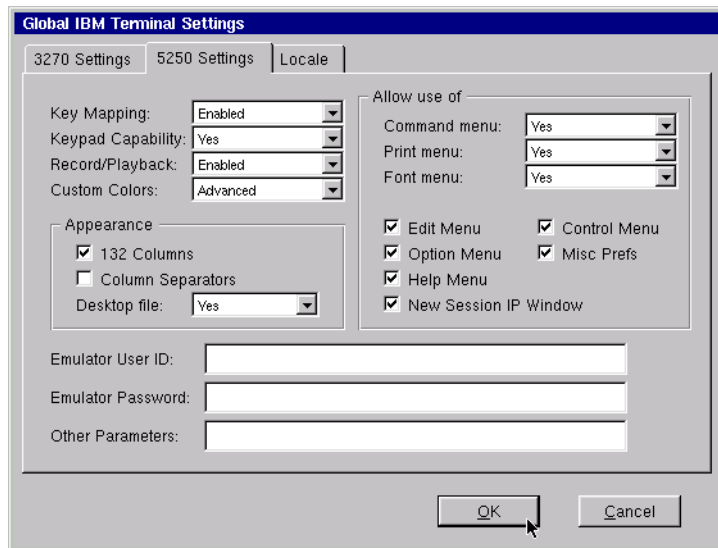 Global IBM Terminal Settings
3270 Settings
5250 Settings
Locale
Key Mapping: Enabled
Keypad Capability: Yes
Record/Playback: Enabled
Custom Colors: Advanced
Appearance
132 Columns
Column Separators
Desktop file: Yes
Allow use of
Command menu: Yes
Print menu: Yes
Font menu: Yes
Edit Menu
Control Menu
Option Menu
Misc Prefs
Help Menu
New Session IP Window
Emulator User ID:
Emulator Password:
Other Parameters:
OK
Cancel